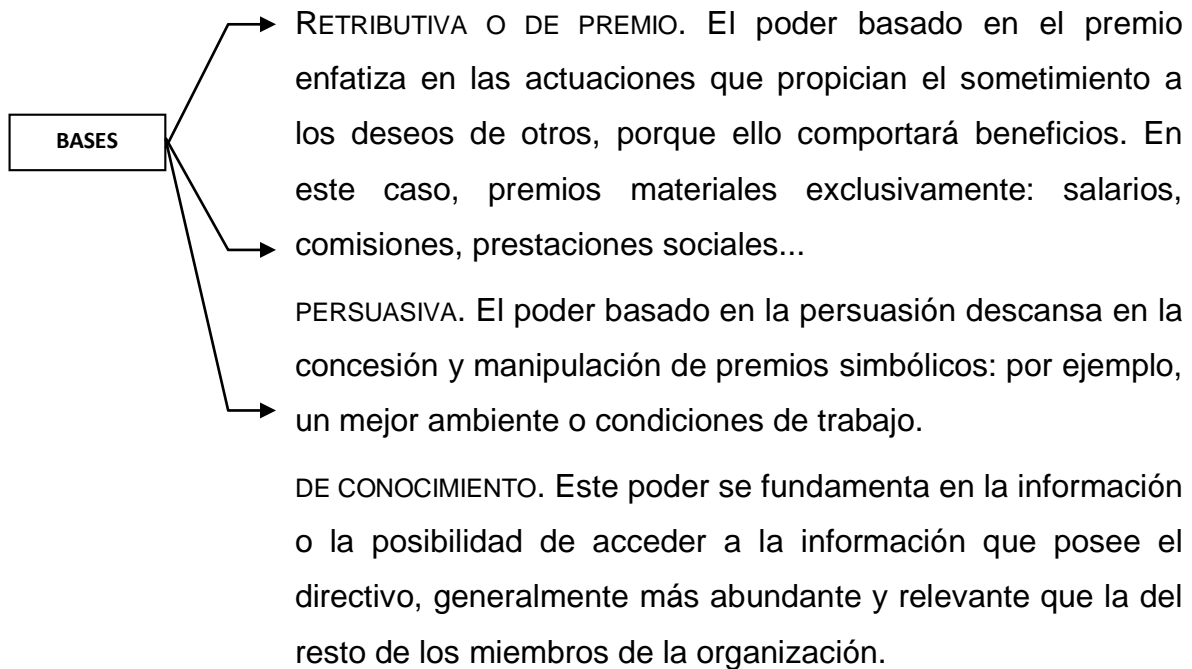 BASES
RETRIBUTIVA O DE PREMIO. El poder basado en el premio
enfatiza en las actuaciones que propician el sometimiento a
los deseos de otros, porque ello comportará beneficios. En
este caso, premios materiales exclusivamente: salarios,
comisiones, prestaciones sociales...
PERSUASIVA. El poder basado en la persuasión descansa en la
concesión y manipulación de premios simbólicos: por ejemplo,
un mejor ambiente o condiciones de trabajo.
DE CONOCIMIENTO. Este poder se fundamenta en la información
o la posibilidad de acceder a la información que posee el
directivo, generalmente más abundante y relevante que la del
resto de los miembros de la organización.